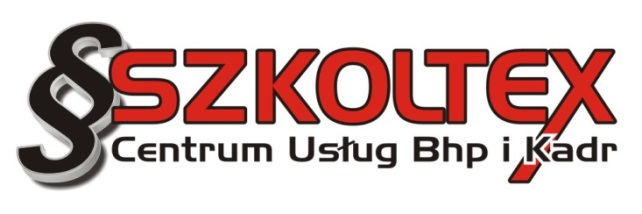 § SZKOLTEX
Centrum Usług Bhp i Kadr